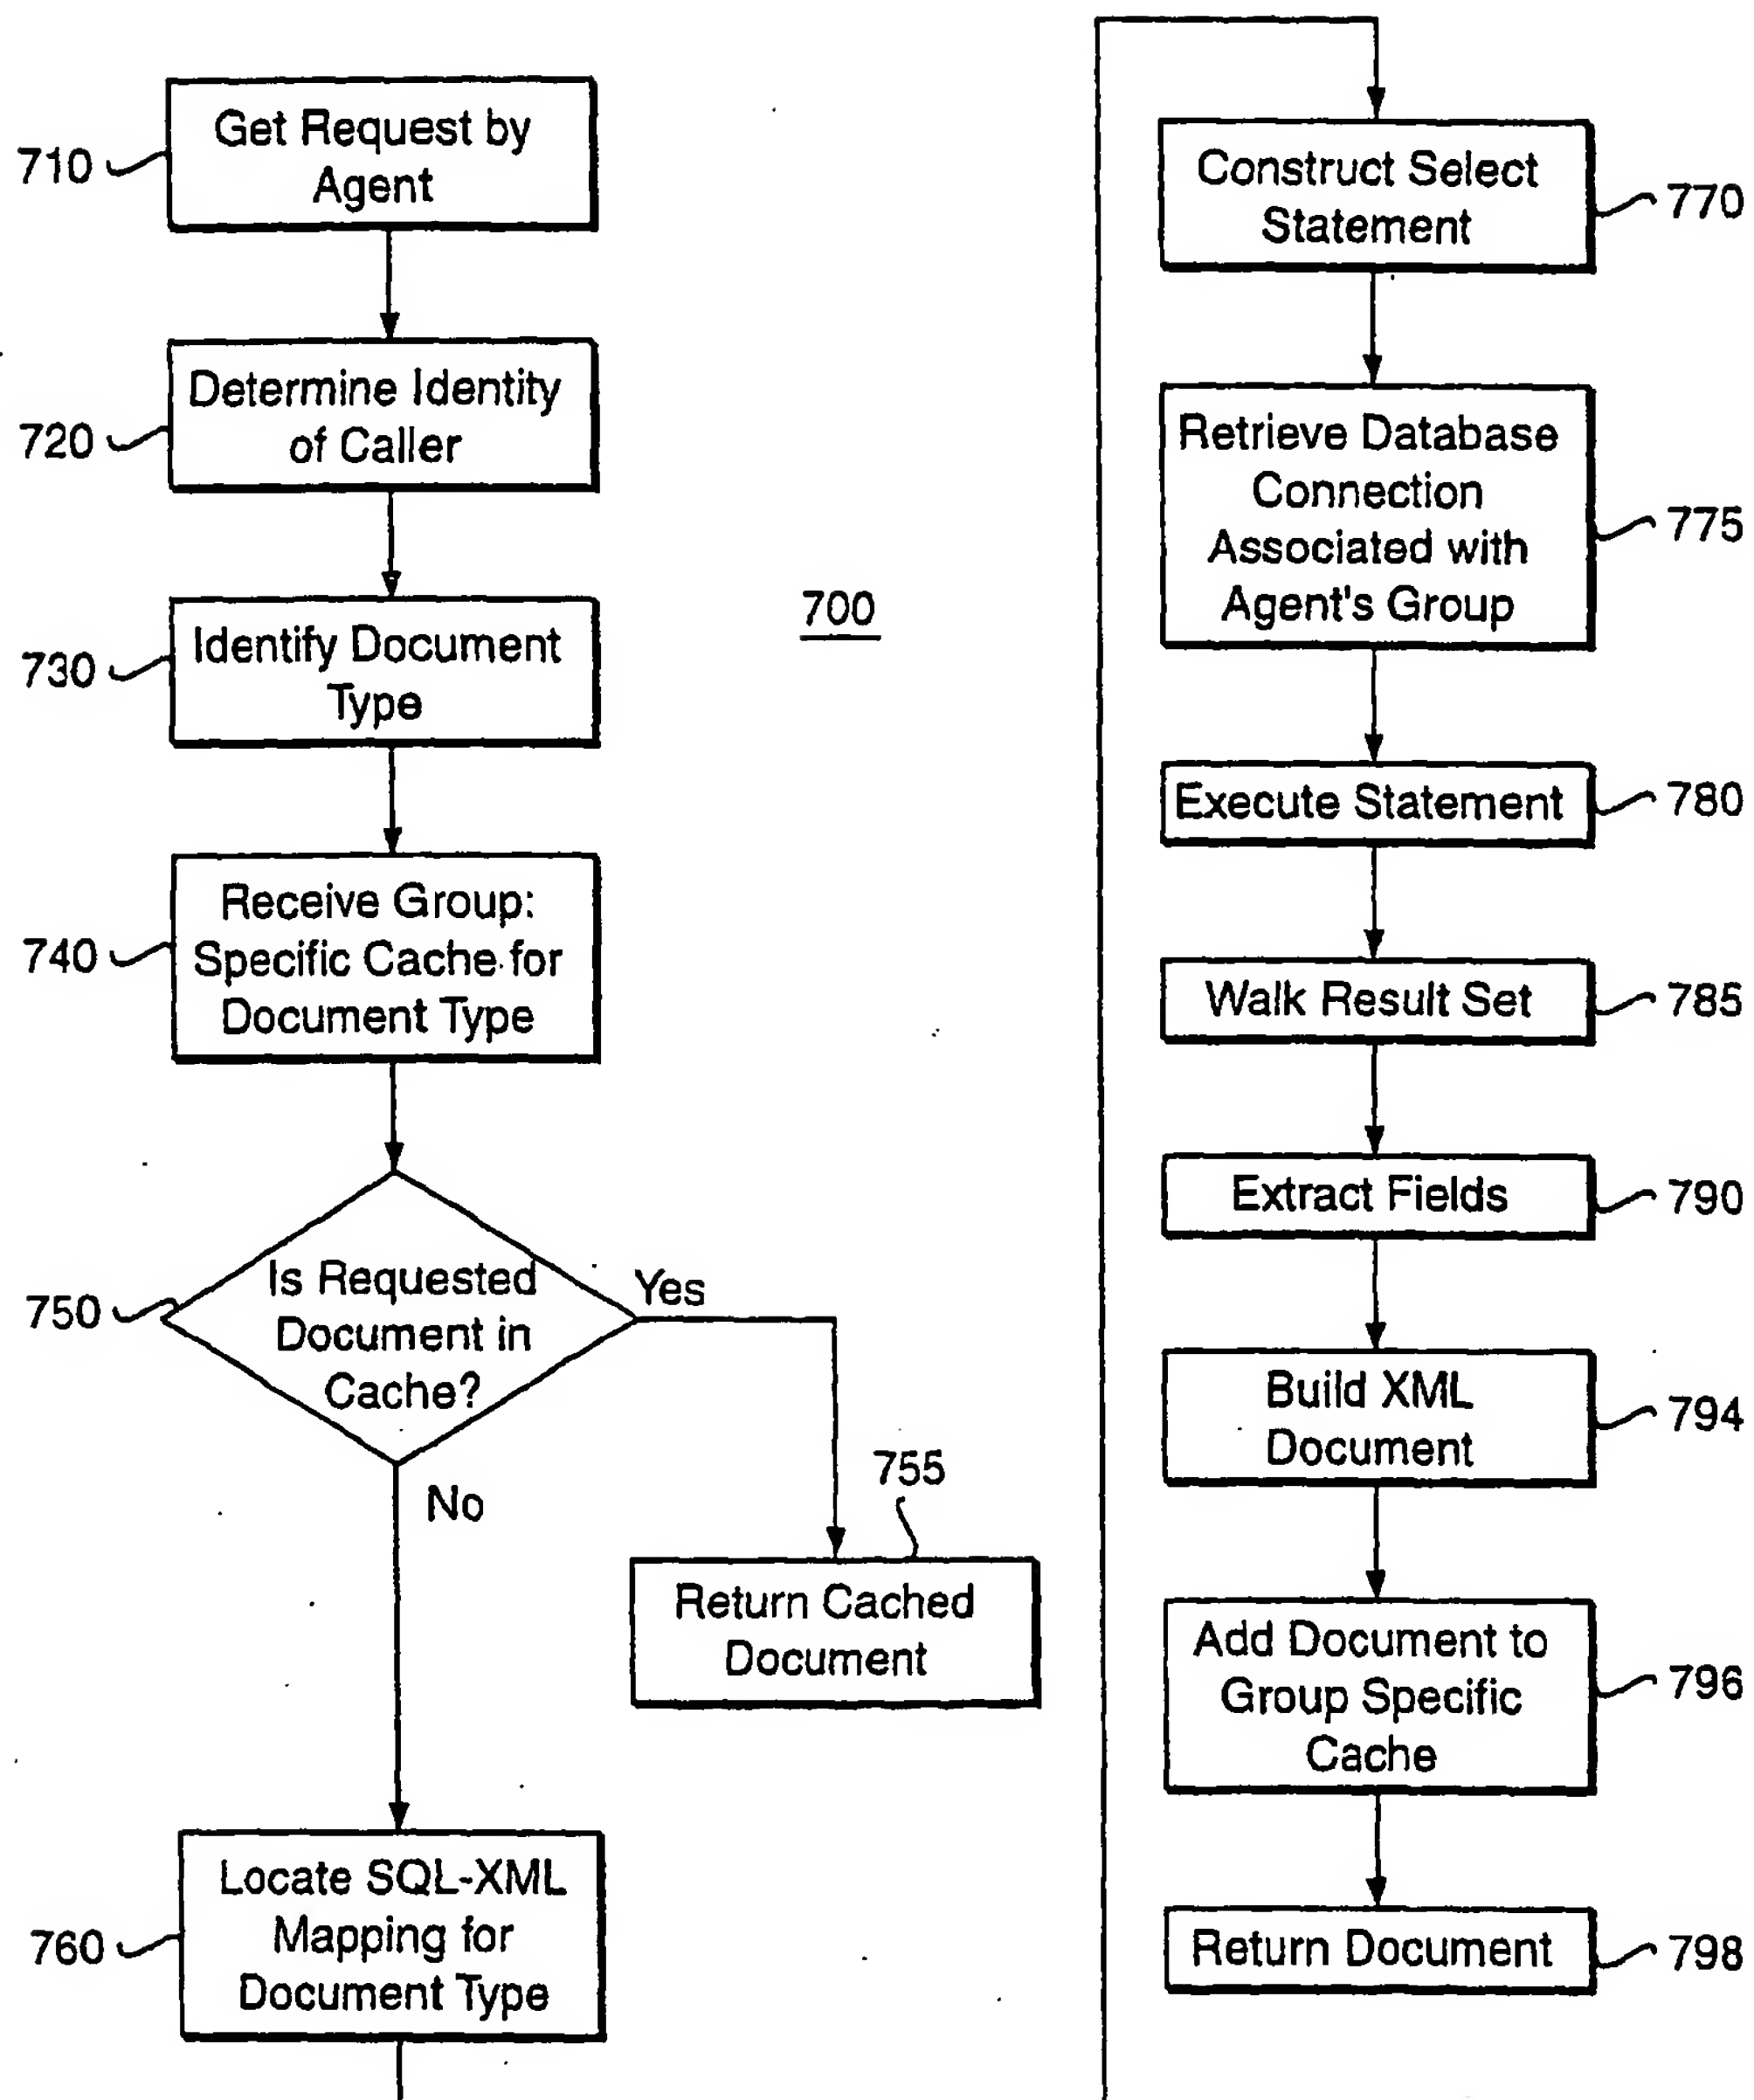 710
Get Request by
Agent
720
Determine Identity
of Caller
730
Identify Document
Type
740
Receive Group:
Specific Cache for
Document Type
750
Is Requested
Document in
Cache?
Yes
No
755
Return Cached
Document
760
Locate SQL-XML
Mapping for
Document Type
700
Construct Select
Statement
770
Retrieve Database
Connection
Associated with
Agent's Group
775
Execute Statement
780
Walk Result Set
785
Extract Fields
790
Build XML
Document
794
Add Document to
Group Specific
Cache
796
Return Document
798